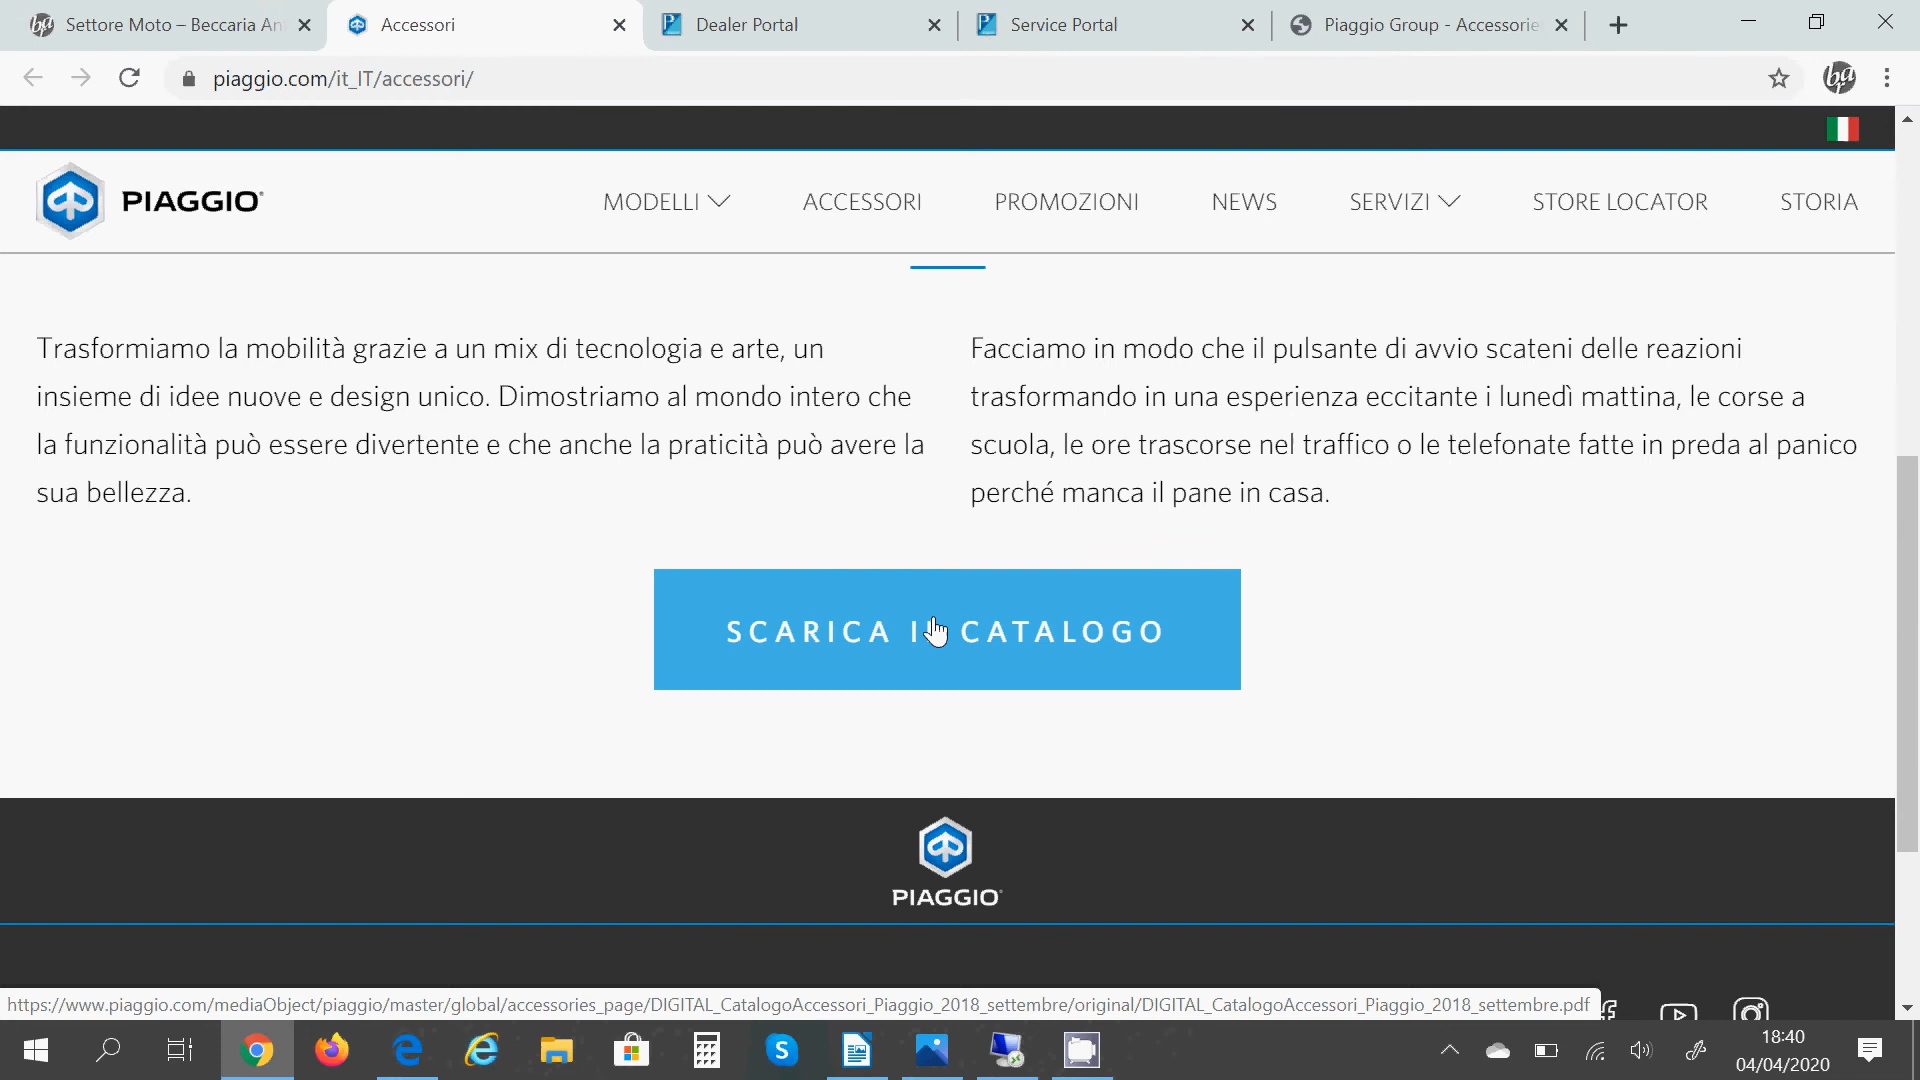 Settore Moto – Beccaria An
Accessori
Dealer Portal
Service Portal
Piaggio Group - Accessorie
piaggio.com/it_IT/accessori/
PIAGGIO
MODELLI
ACCESSORI
PROMOZIONI
NEWS
SERVIZI
STORE LOCATOR
STORIA
Trasformiamo la mobilità grazie a un mix di tecnologia e arte, un
insieme di idee nuove e design unico. Dimostriamo al mondo intero che
la funzionalità può essere divertente e che anche la praticità può avere la
sua bellezza.
Facciamo in modo che il pulsante di avvio scateni delle reazioni
trasformando in una esperienza eccitante i lunedì mattina, le corse a
scuola, le ore trascorse nel traffico o le telefonate fatte in preda al panico
perché manca il pane in casa.
SCARICA IL CATALOGO
PIAGGIO
https://www.piaggio.com/mediaObject/piaggio/master/global/accessories_page/DIGITAL_CatalogoAccessori_Piaggio_2018_settembre/original/DIGITAL_CatalogoAccessori_Piaggio_2018_settembre.pdf
18:40
04/04/2020